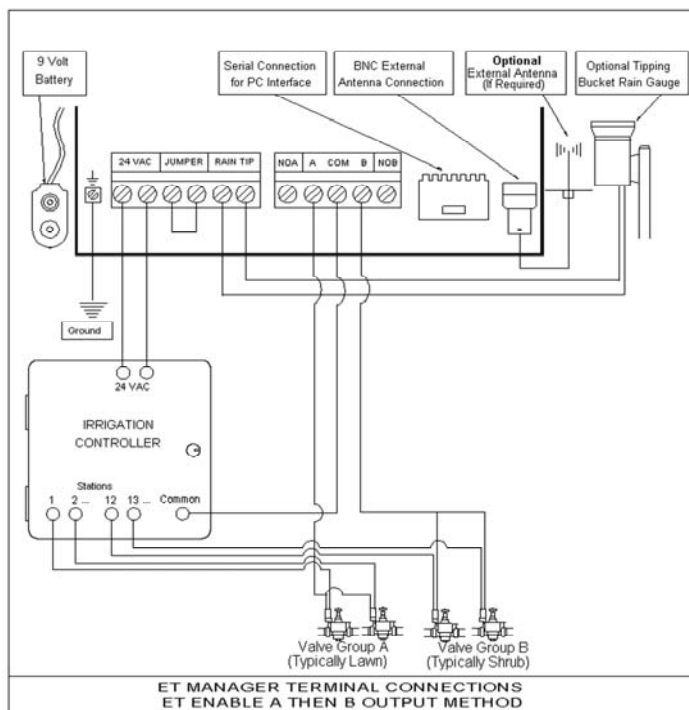 9 Volt
Battery
Serial Connection
for PC Interface
BNC External
Antenna Connection
Optional
External Antenna
(If Required)
Optional Tipping
Bucket Rain Gauge
24 VAC JUMPER RAIN TIP
NOA A COM B NOB
Ground
24 VAC
IRRIGATION
CONTROLLER
Stations
1 2 ... 12 13 ... Common
Valve Group A
(Typically Lawn)
Valve Group B
(Typically Shrub)
ET MANAGER TERMINAL CONNECTIONS
ET ENABLE A THEN B OUTPUT METHOD